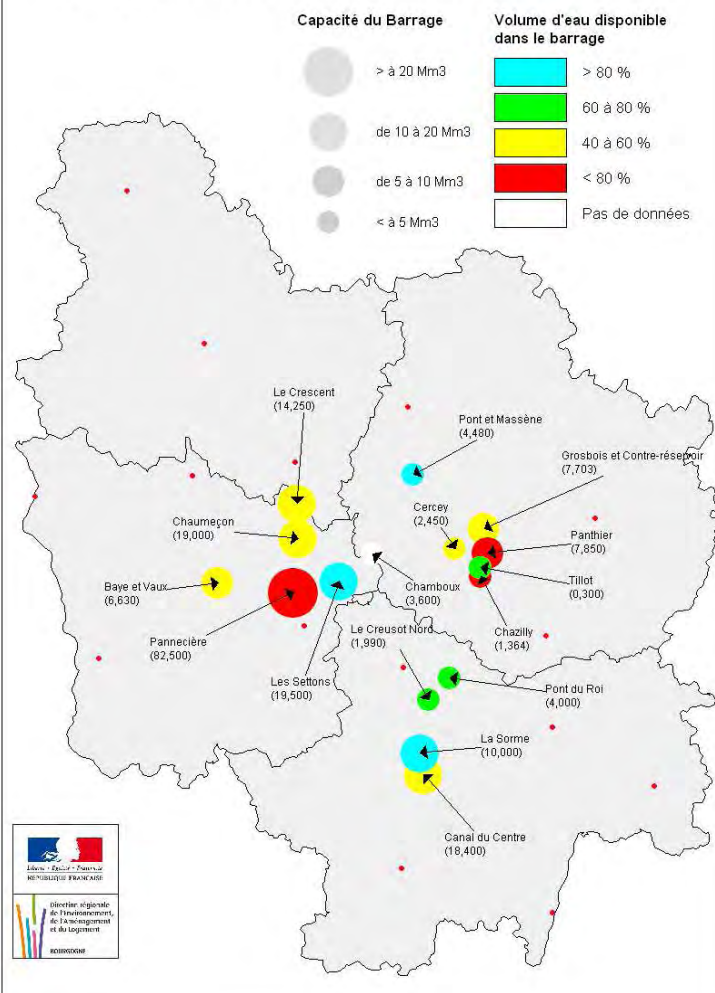 Capacité du Barrage
> à 20 Mm3
de 10 à 20 Mm3
de 5 à 10 Mm3
< à 5 Mm3
Volume d'eau disponible
dans le barrage
> 80 %
60 à 80 %
40 à 60 %
< 80 %
Pas de données
Le Crescent
(14,250)
Pont et Massène
(4,480)
Grosbois et Contre-réservoir
(7,703)
Chaumeçon
(19,000)
Cercey
(2,450)
Panthier
(7,850)
Baye et Vaux
(6,630)
Chamboux
(3,600)
Tillot
(0,300)
Pannecière
(82,500)
Le Creusot Nord
(1,990)
Chazilly
(1,364)
Les Settons
(19,500)
Pont du Roi
(4,000)
La Sorme
(10,000)
Canal du Centre
(18,400)
Liberté • Égalité • Fraternité
RÉPUBLIQUE FRANÇAISE
Direction régionale
de l'Environnement,
de l'Aménagement
et du Logement
BOURGOGNE